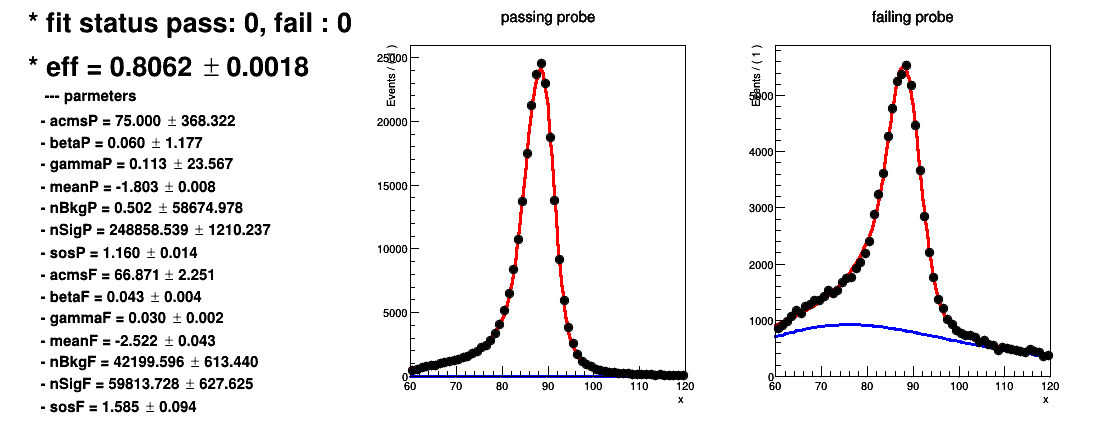 * fit status pass: 0, fail : 0
* eff = 0.8062 ± 0.0018
--- parmeters
- acmsP = 75.000 ± 368.322
- betaP = 0.060 ± 1.177
- gammaP = 0.113 ± 23.567
- meanP = -1.803 ± 0.008
- nBkgP = 0.502 ± 58674.978
- nSigP = 248858.539 ± 1210.237
- sosP = 1.160 ± 0.014
- acmsF = 66.871 ± 2.251
- betaF = 0.043 ± 0.004
- gammaF = 0.030 ± 0.002
- meanF = -2.522 ± 0.043
- nBkgF = 42199.596 ± 613.440
- nSigF = 59813.728 ± 627.625
- sosF = 1.585 ± 0.094
passing probe
Events / ( 1 )
25000
20000
15000
10000
5000
0
60 70 80 90 100 110 120
x
failing probe
Events / ( 1 )
5000
4000
3000
2000
1000
0
60 70 80 90 100 110 120
x